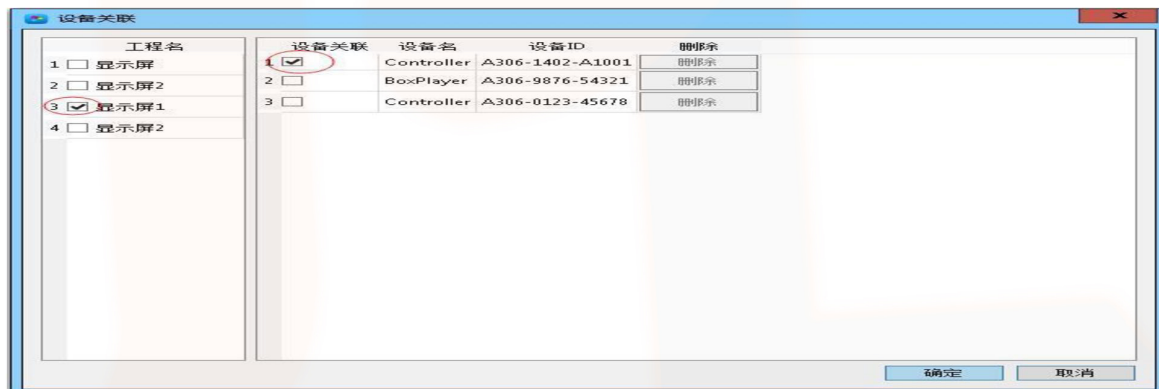 设备关联
工程名
1 显示屏
2 显示屏2
3 显示屏1
4 显示屏2
设备关联 设备名 设备ID 删除
1 Controller A306-1402-A1001 删除
2 BoxPlayer A306-9876-54321 删除
3 Controller A306-0123-45678 删除
确定 取消